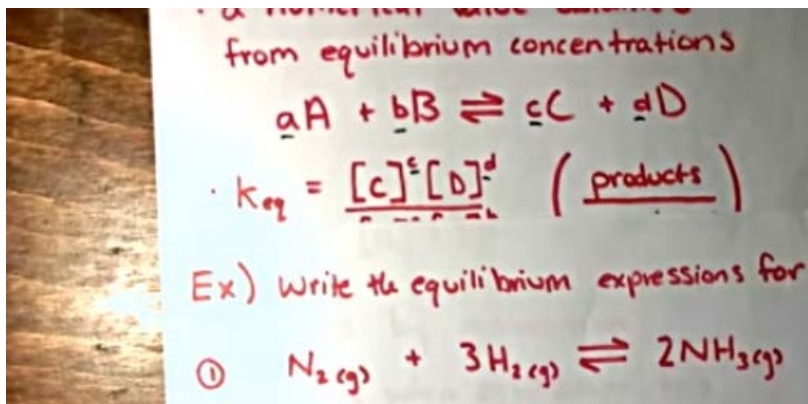 from equilibrium concentrations
aA + bB ⇌ cC + dD
· Keq = [C]^c [D]^d ( products )
Ex) Write the equilibrium expressions for
① N₂(g) + 3H₂(g) ⇌ 2NH₃(g)